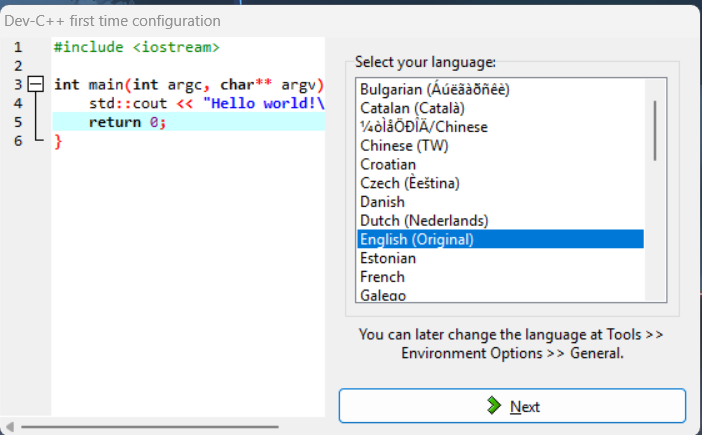 Dev-C++ first time configuration
1 #include <iostream>
2
3 int main(int argc, char** argv)
4 std::cout << "Hello world!\
5 return 0;
6 }
Select your language:
Bulgarian (Áúëãàðñêè)
Catalan (Català)
¼òÌåÖÐÎÄ/Chinese
Chinese (TW)
Croatian
Czech (Èeština)
Danish
Dutch (Nederlands)
English (Original)
Estonian
French
Galego
You can later change the language at Tools >>
Environment Options >> General.
Next